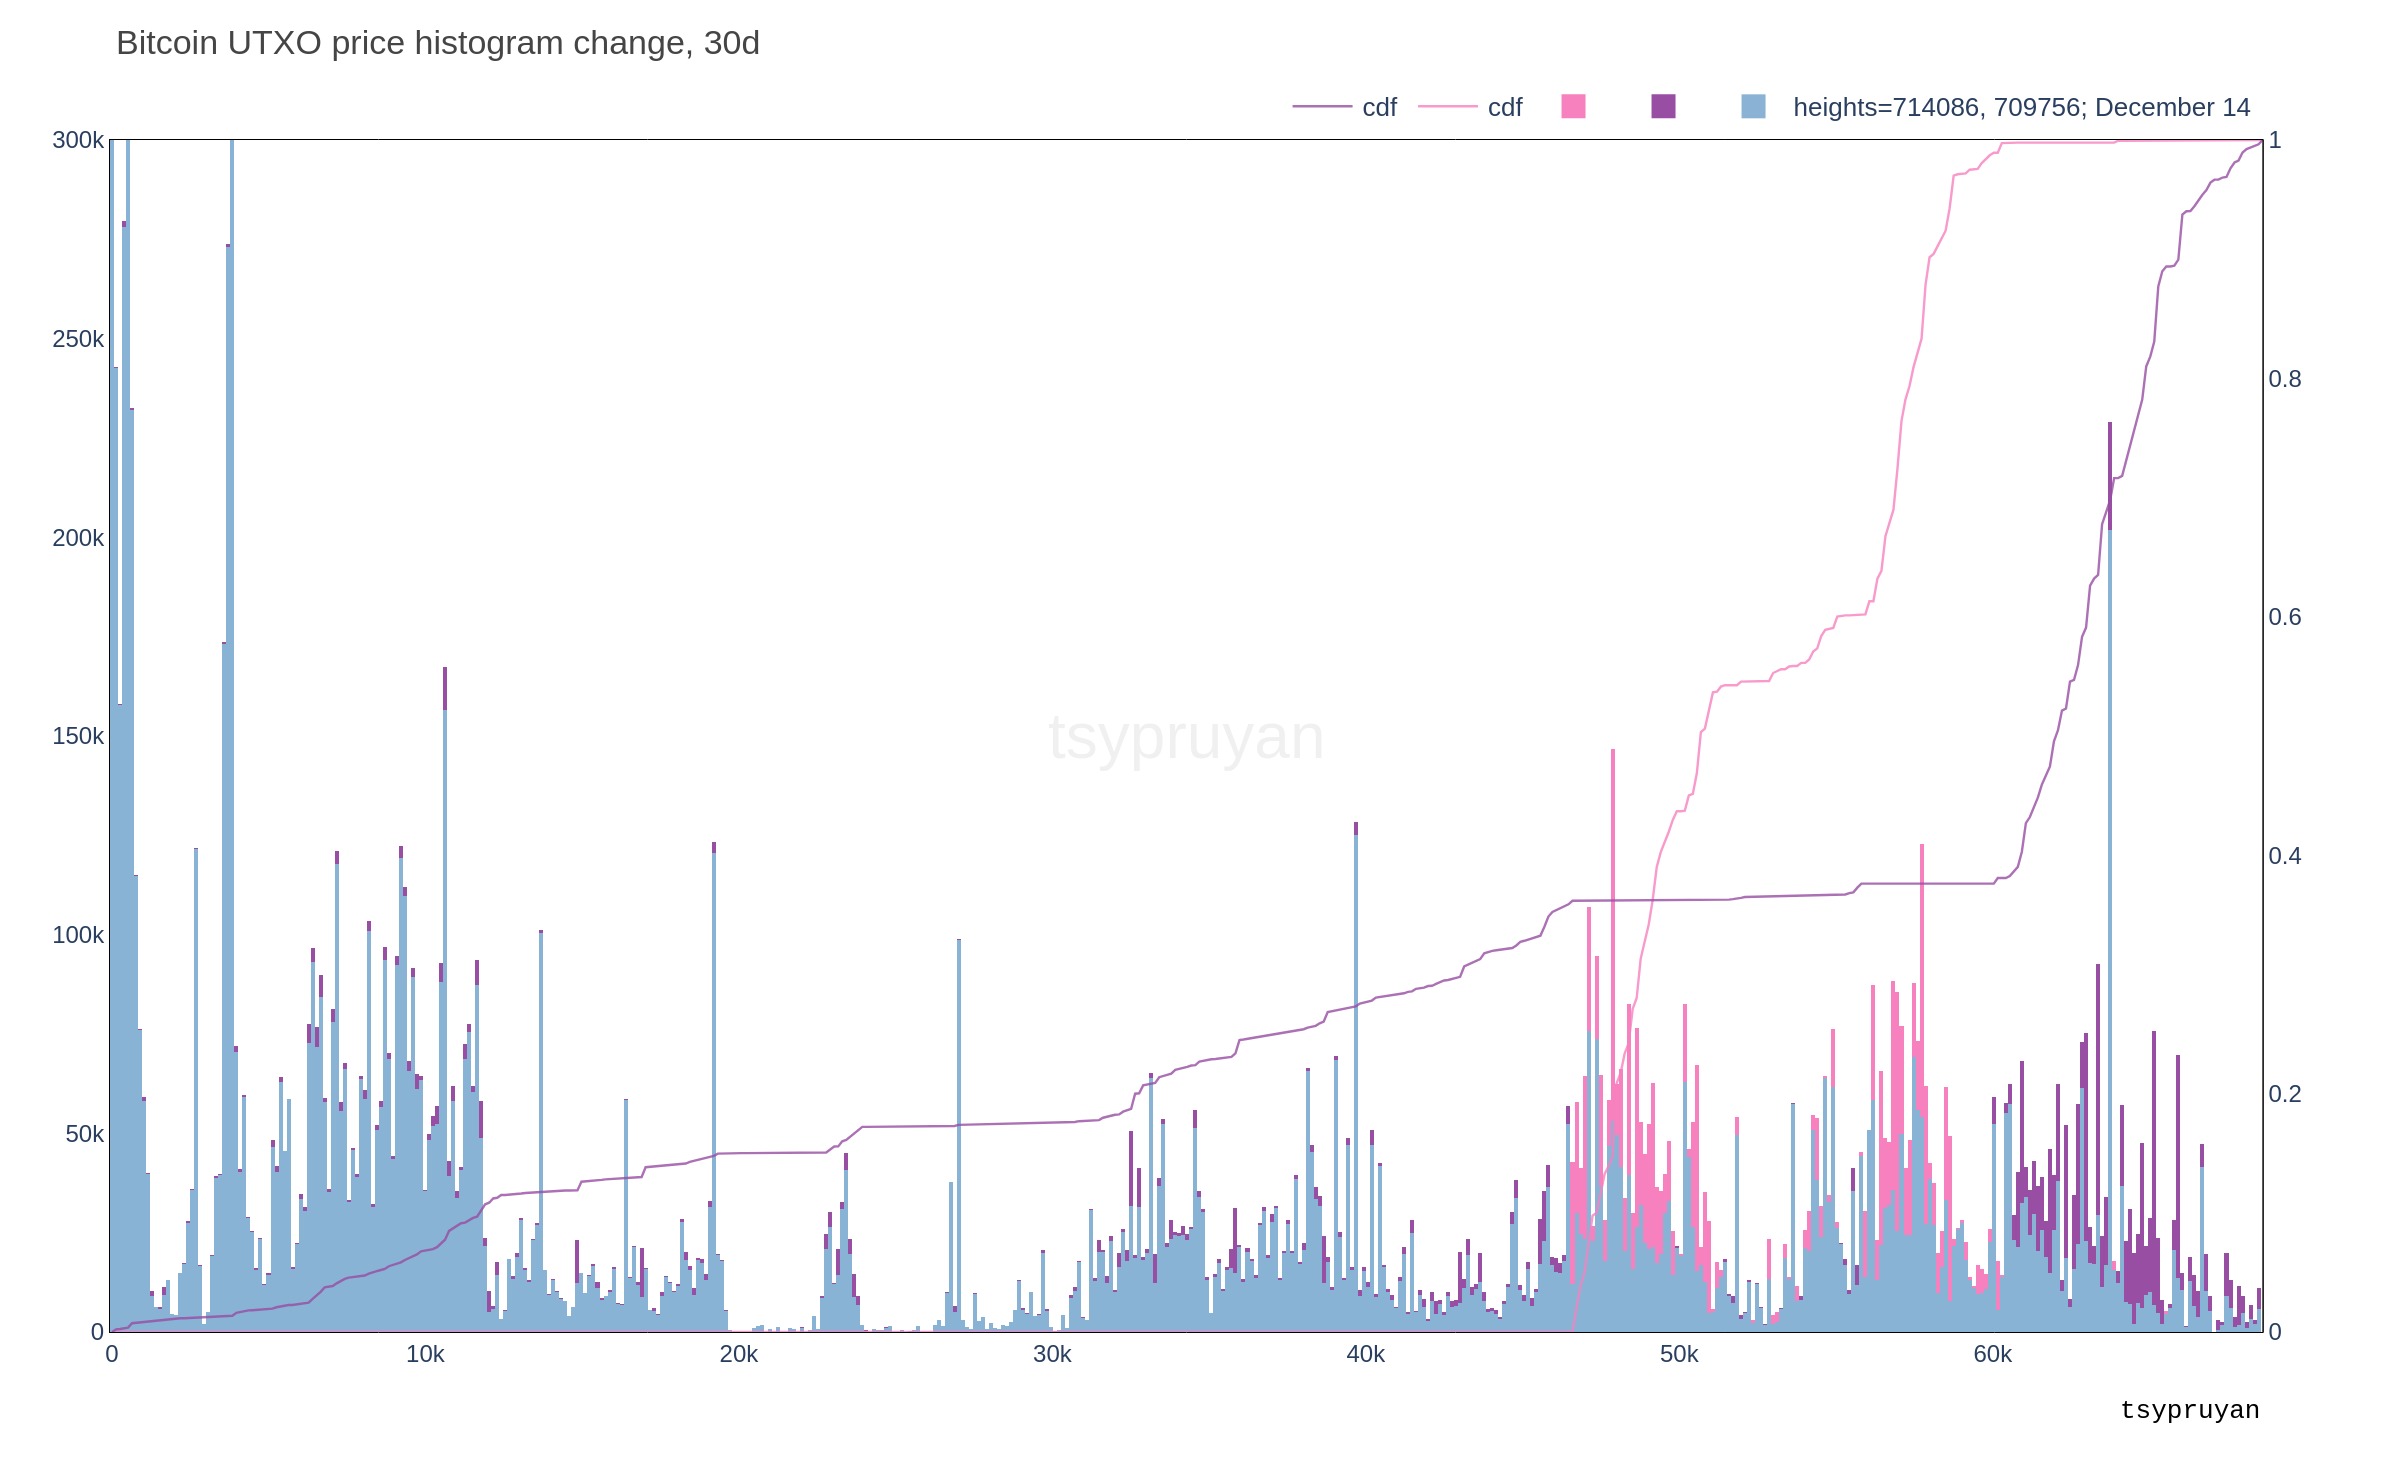 Bitcoin UTXO price histogram change, 30d
cdf cdf heights=714086, 709756; December 14
300k 1
250k
0.8
200k
0.6
150k
tsypruyan
100k
0.4
50k
0.2
0 0
0 10k 20k 30k 40k 50k 60k
tsypruyan